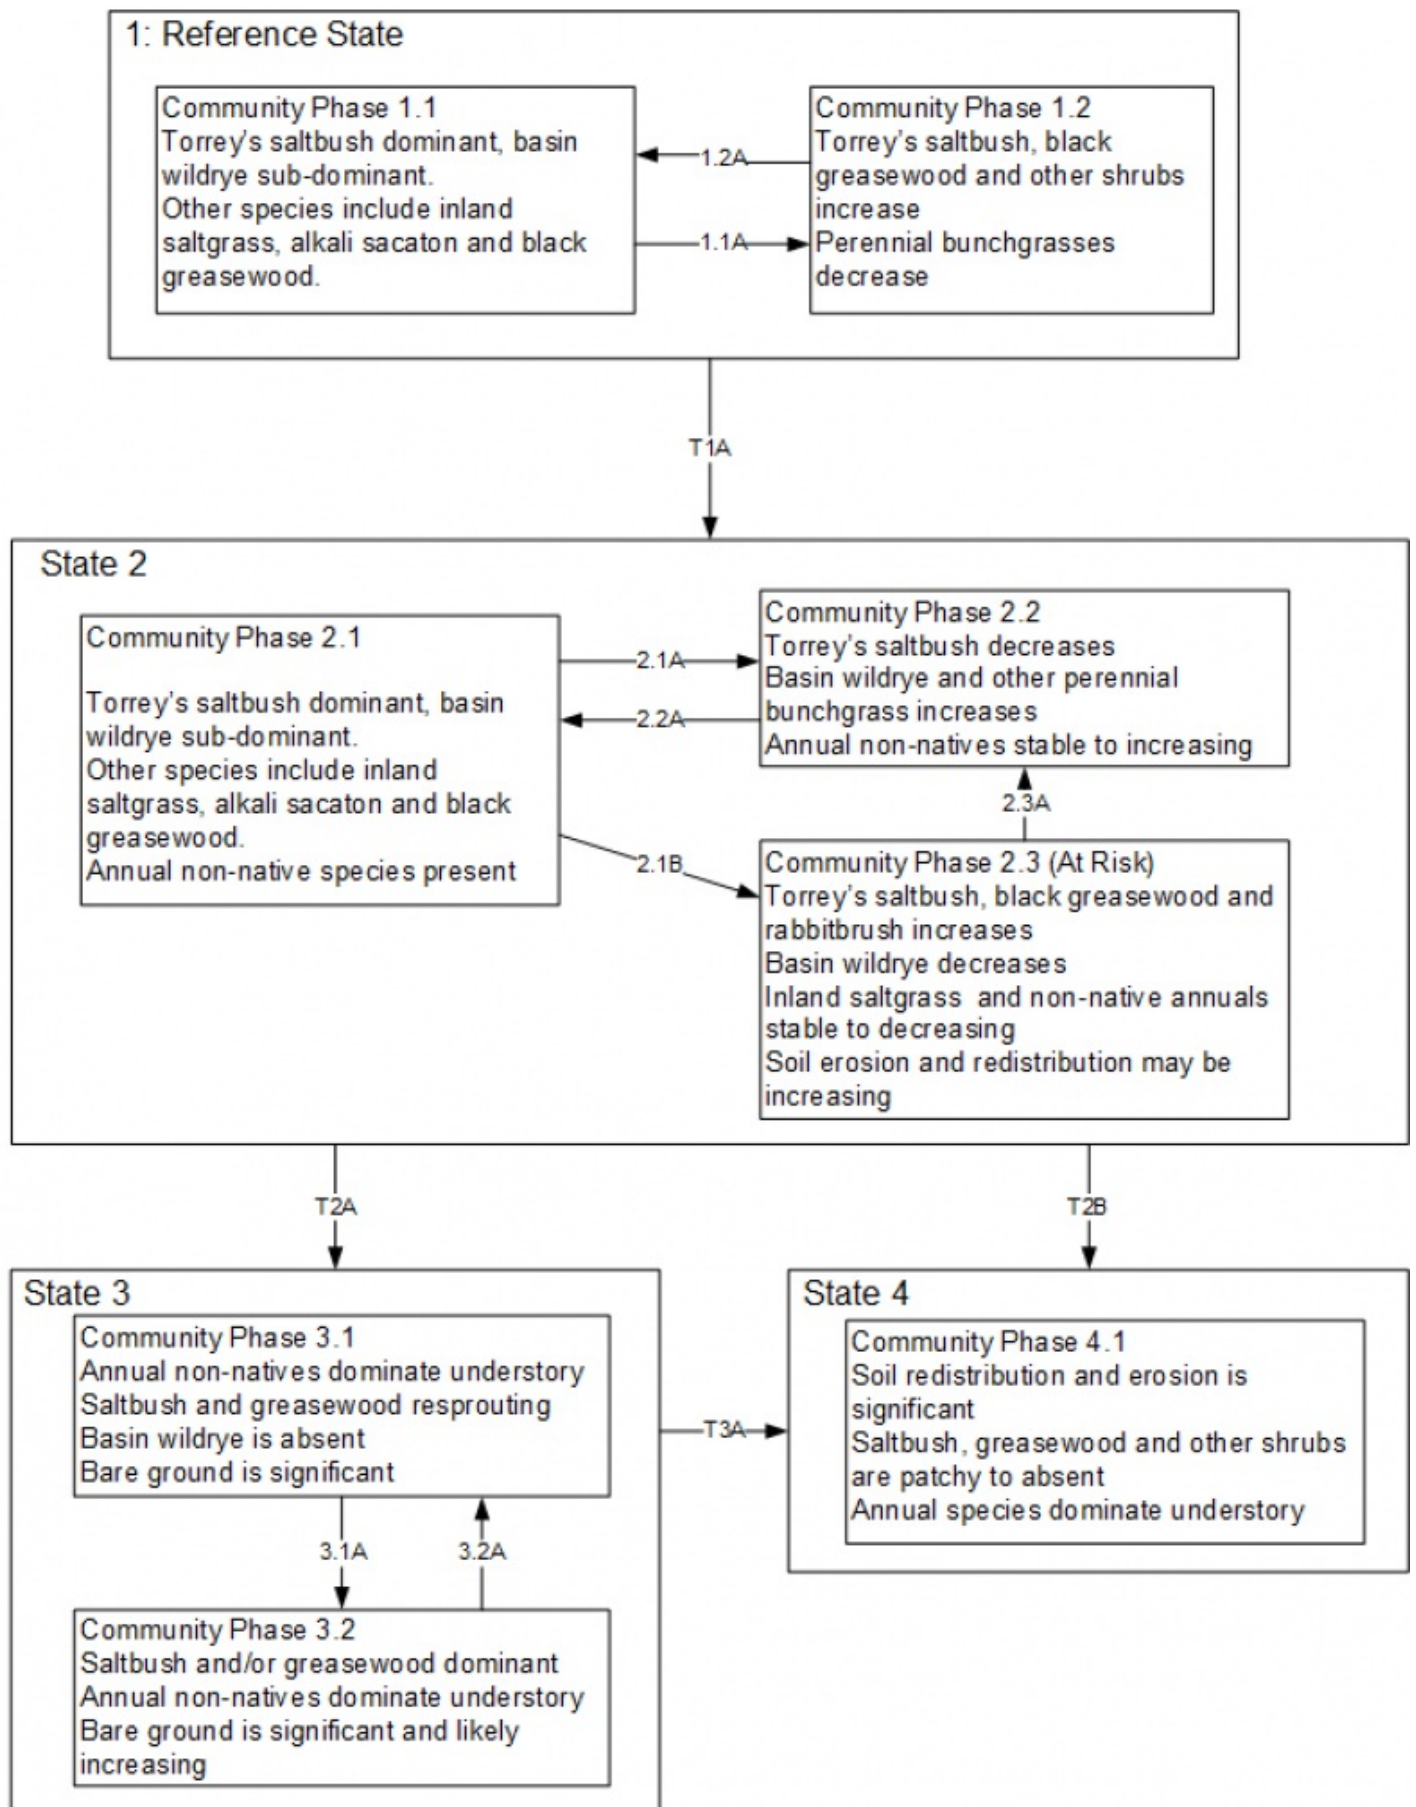 1: Reference State
Community Phase 1.1
Torrey's saltbush dominant, basin
wildrye sub-dominant.
Other species include inland
saltgrass, alkali sacaton and black
greasewood.
1.2A
1.1A
Community Phase 1.2
Torrey's saltbush, black
greasewood and other shrubs
increase
Perennial bunchgrasses
decrease
T1A
State 2
Community Phase 2.1
Torrey's saltbush dominant, basin
wildrye sub-dominant.
Other species include inland
saltgrass, alkali sacaton and black
greasewood.
Annual non-native species present
2.1A
2.2A
2.1B
Community Phase 2.2
Torrey's saltbush decreases
Basin wildrye and other perennial
bunchgrass increases
Annual non-natives stable to increasing
2.3A
Community Phase 2.3 (At Risk)
Torrey's saltbush, black greasewood and
rabbitbrush increases
Basin wildrye decreases
Inland saltgrass and non-native annuals
stable to decreasing
Soil erosion and redistribution may be
increasing
T2A
T2B
State 3
Community Phase 3.1
Annual non-natives dominate understory
Saltbush and greasewood resprouting
Basin wildrye is absent
Bare ground is significant
3.1A
3.2A
Community Phase 3.2
Saltbush and/or greasewood dominant
Annual non-natives dominate understory
Bare ground is significant and likely
increasing
T3A
State 4
Community Phase 4.1
Soil redistribution and erosion is
significant
Saltbush, greasewood and other shrubs
are patchy to absent
Annual species dominate understory